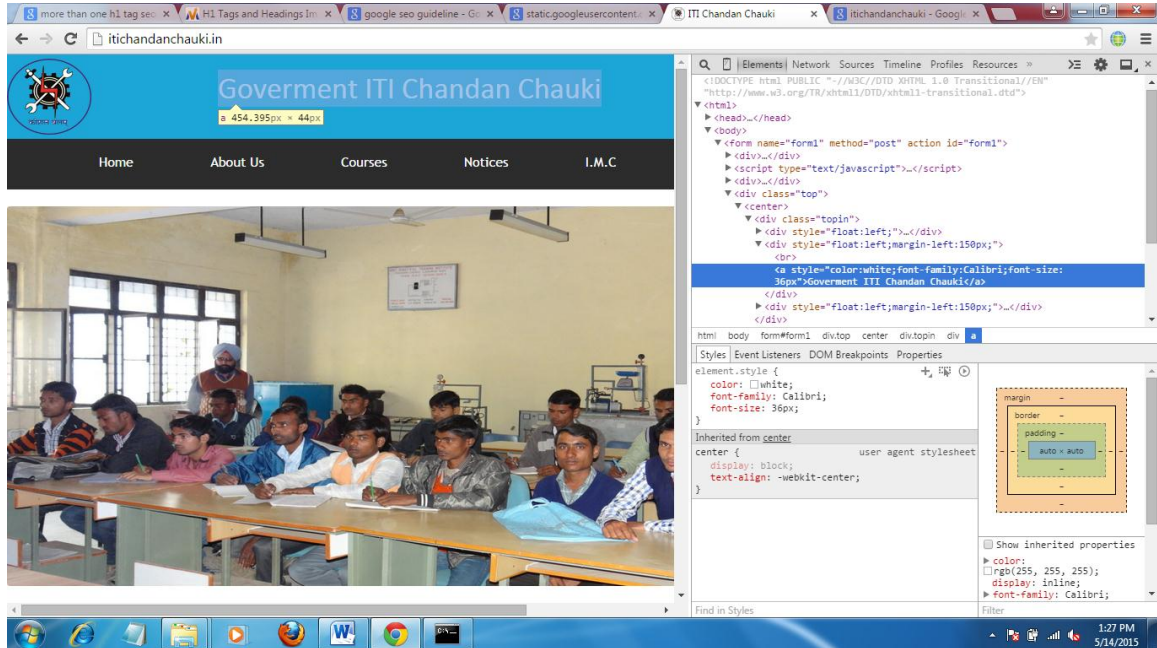 more than one h1 tag seo
H1 Tags and Headings Im
google seo guideline - Go
static.googleusercontent.
ITI Chandan Chauki
itichandanchauki - Google
itichandanchauki.in
Goverment ITI Chandan Chauki
a 454.395px × 44px
Home About Us Courses Notices I.M.C
Elements Network Sources Timeline Profiles Resources »
<!DOCTYPE html PUBLIC "-//W3C//DTD XHTML 1.0 Transitional//EN"
"http://www.w3.org/TR/xhtml1/DTD/xhtml1-transitional.dtd">
▼<html>
▶<head>…</head>
▼<body>
▼<form name="form1" method="post" action id="form1">
▶<div>…</div>
▶<script type="text/javascript">…</script>
▶<div>…</div>
▼<div class="top">
▼<center>
▼<div class="topin">
▶<div style="float:left;">…</div>
▼<div style="float:left;margin-left:150px;">
<br>
<a style="color:white;font-family:Calibri;font-size:
36px">Goverment ITI Chandan Chauki</a>
</div>
▶<div style="float:left;margin-left:150px;">…</div>
</div>
html body form#form1 div.top center div.topin div a
Styles Event Listeners DOM Breakpoints Properties
element.style {
color: white;
font-family: Calibri;
font-size: 36px;
}
Inherited from center
center { user agent stylesheet
display: block;
text-align: -webkit-center;
}
margin -
border -
padding -
auto × auto
-
-
-
Show inherited properties
▶ color:
rgb(255, 255, 255);
display: inline;
▶ font-family: Calibri;
Find in Styles
Filter
1:27 PM
5/14/2015